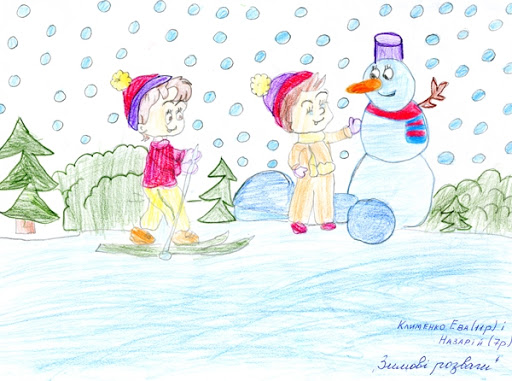 Клименко Ева (11р) і
Назарій (7р)
„Зимові розваги"